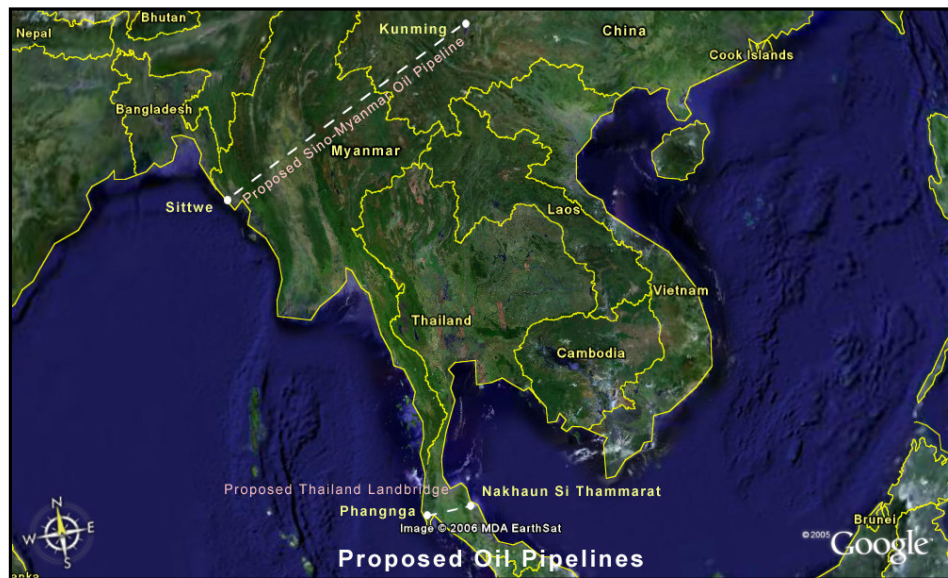 Bhutan
Nepal
Kunming
China
Cook Islands
Bangladesh
Proposed Sino-Myanmar Oil Pipeline
Myanmar
Sittwe
Laos
Vietnam
Thailand
Cambodia
Proposed Thailand Landbridge
Nakhaun Si Thammarat
Phangnga
Image © 2006 MDA EarthSat
Brunei
N
W E
S
© 2005 Google
Proposed Oil Pipelines
anka